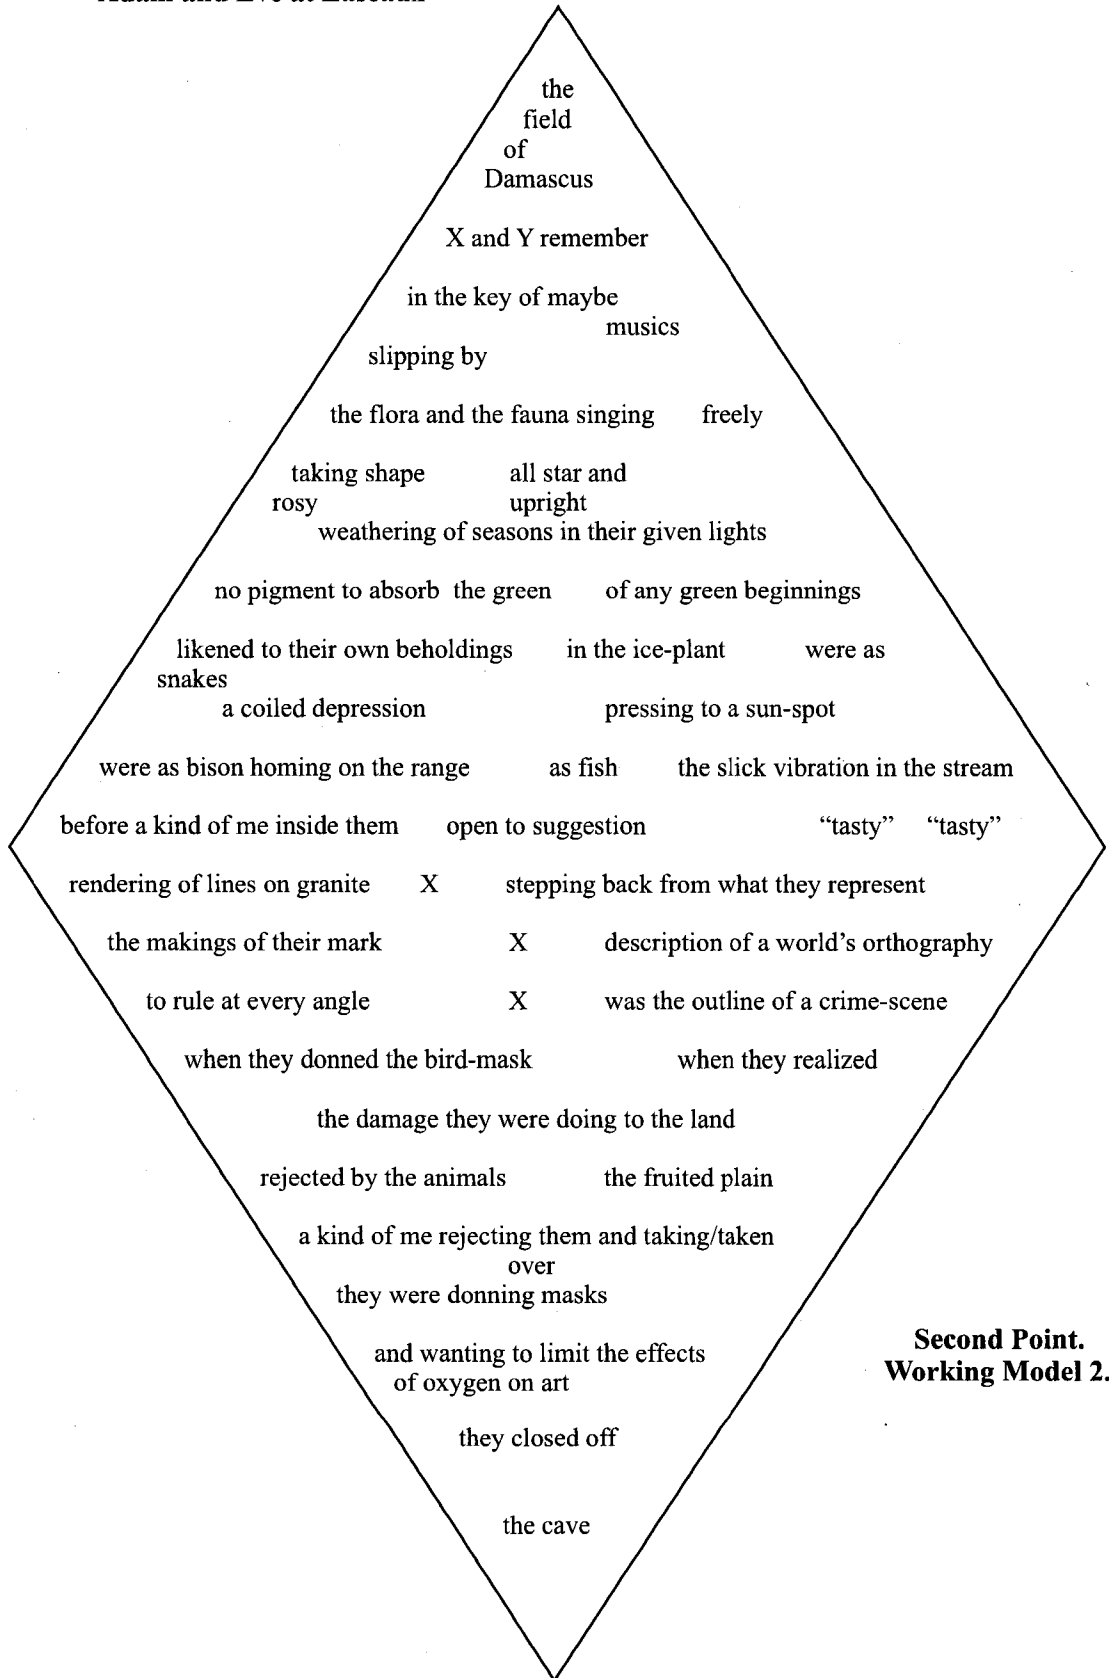 the
field
of
Damascus
X and Y remember
in the key of maybe
musics
slipping by
the flora and the fauna singing freely
taking shape all star and
rosy upright
weathering of seasons in their given lights
no pigment to absorb the green of any green beginnings
likened to their own beholdings in the ice-plant were as
snakes
a coiled depression pressing to a sun-spot
were as bison homing on the range as fish the slick vibration in the stream
before a kind of me inside them open to suggestion “tasty” “tasty”
rendering of lines on granite X stepping back from what they represent
the makings of their mark X description of a world's orthography
to rule at every angle X was the outline of a crime-scene
when they donned the bird-mask when they realized
the damage they were doing to the land
rejected by the animals the fruited plain
a kind of me rejecting them and taking/taken
over
they were donning masks
Second Point.
and wanting to limit the effects
Working Model 2.
of oxygen on art
they closed off
the cave